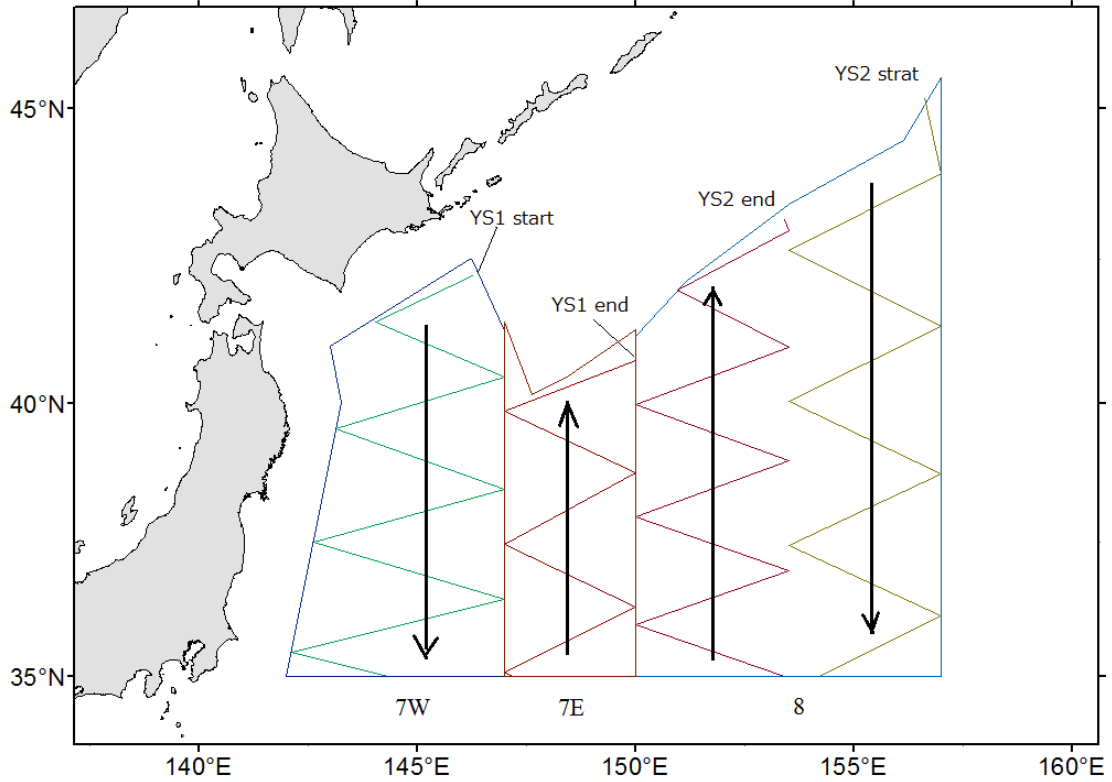 YS2 strat
45°N
YS2 end
YS1 start
YS1 end
40°N
35°N
7W
7E
8
140°E
145°E
150°E
155°E
160°E